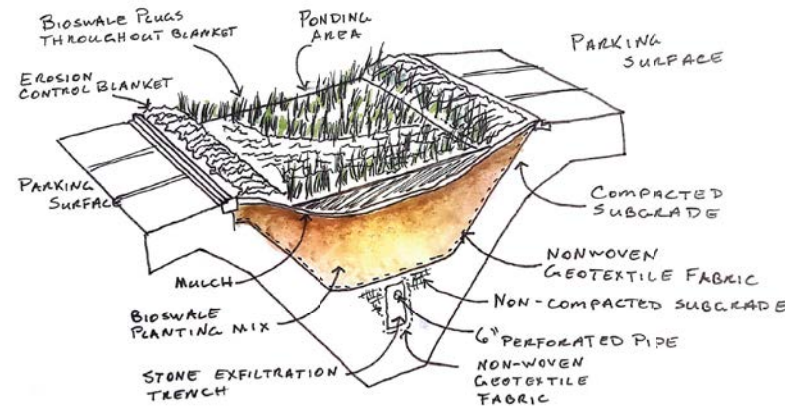 BIOSWALE PLUGS
THROUGHOUT BLANKET
PONDING
AREA
PARKING
SURFACE
EROSION
CONTROL BLANKET
PARKING
SURFACE
COMPACTED
SUBGRADE
MULCH
NONWOVEN
GEOTEXTILE FABRIC
BIOSWALE
PLANTING MIX
NON-COMPACTED SUBGRADE
6" PERFORATED PIPE
STONE EXFILTRATION
TRENCH
NON-WOVEN
GEOTEXTILE
FABRIC